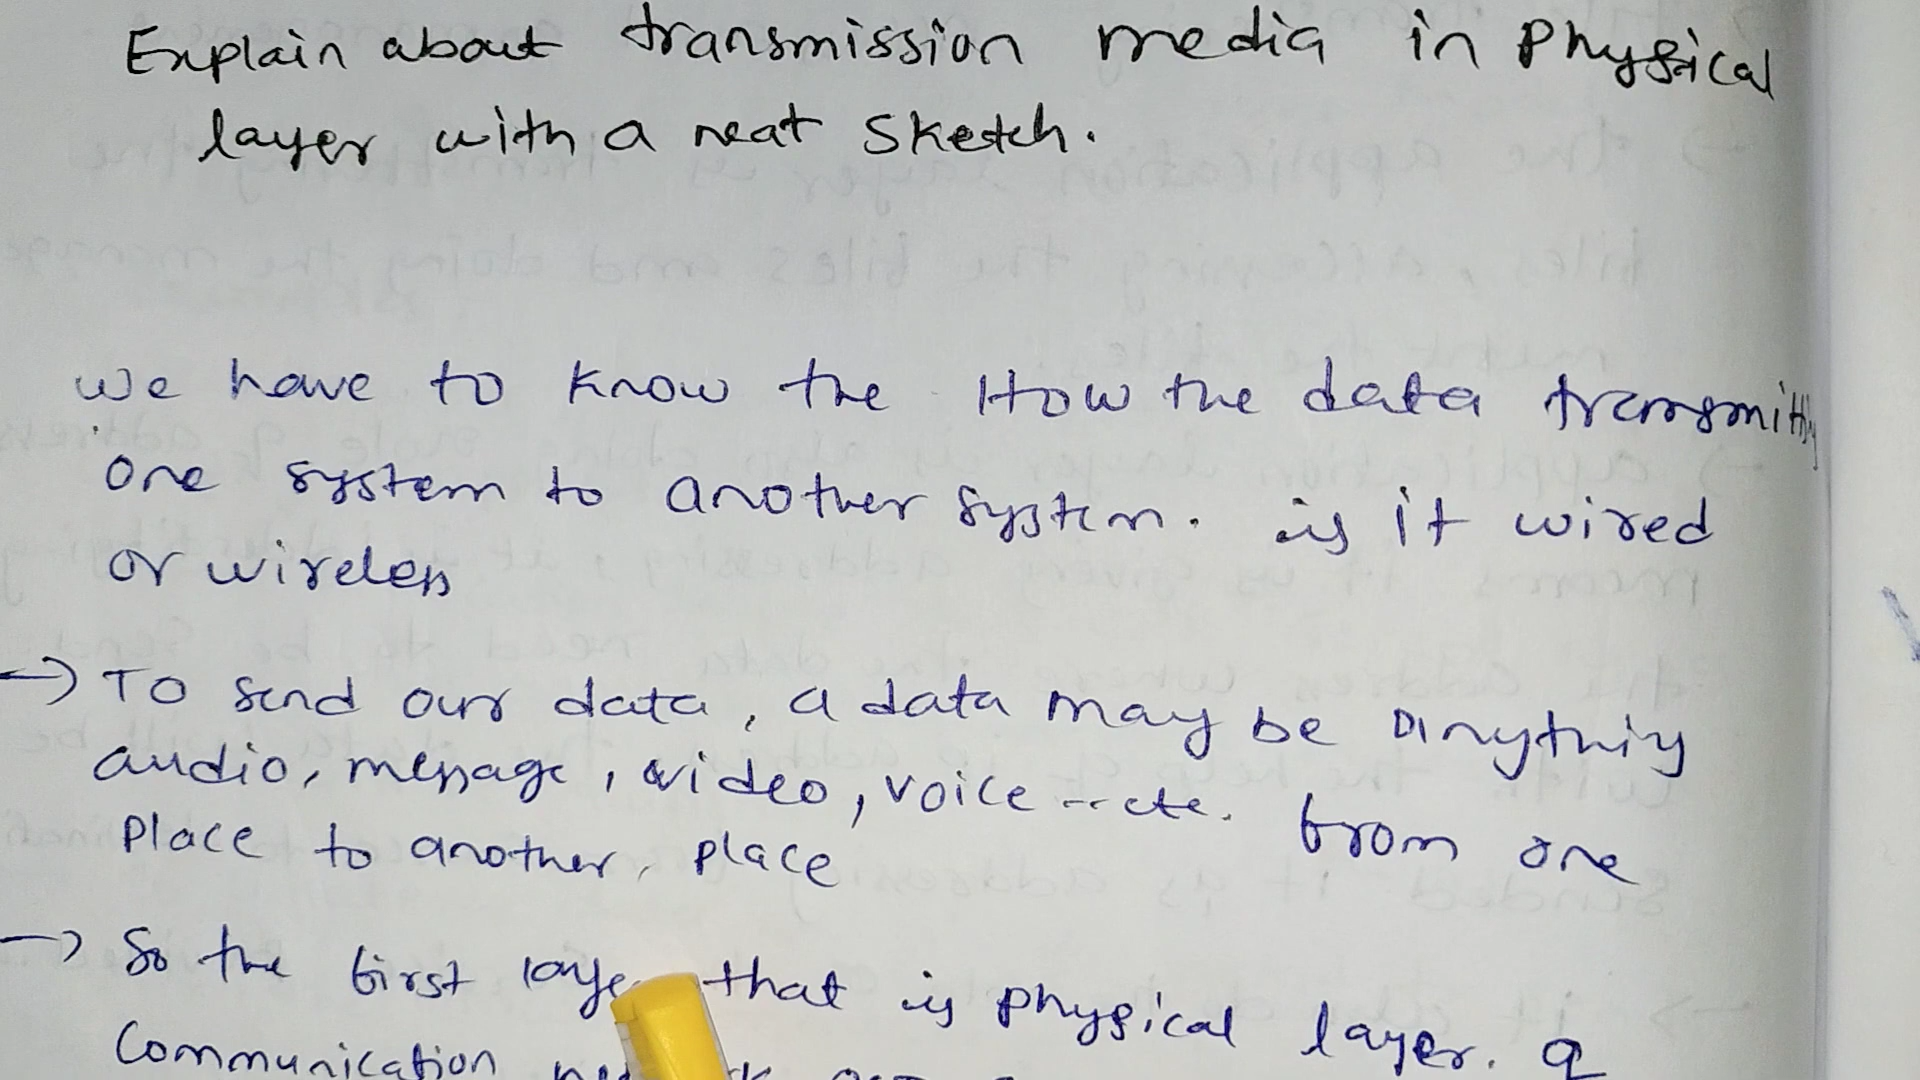 Explain about transmission media in Physical
layer with a neat Sketch.
we have to know the How the data transmitting
one system to another system. is it wired
or wireless
→ To send our data, a data may be anything
audio, message, video, voice --etc. from one
place to another, place
→ So the first laye that is physical layer. a
Communication